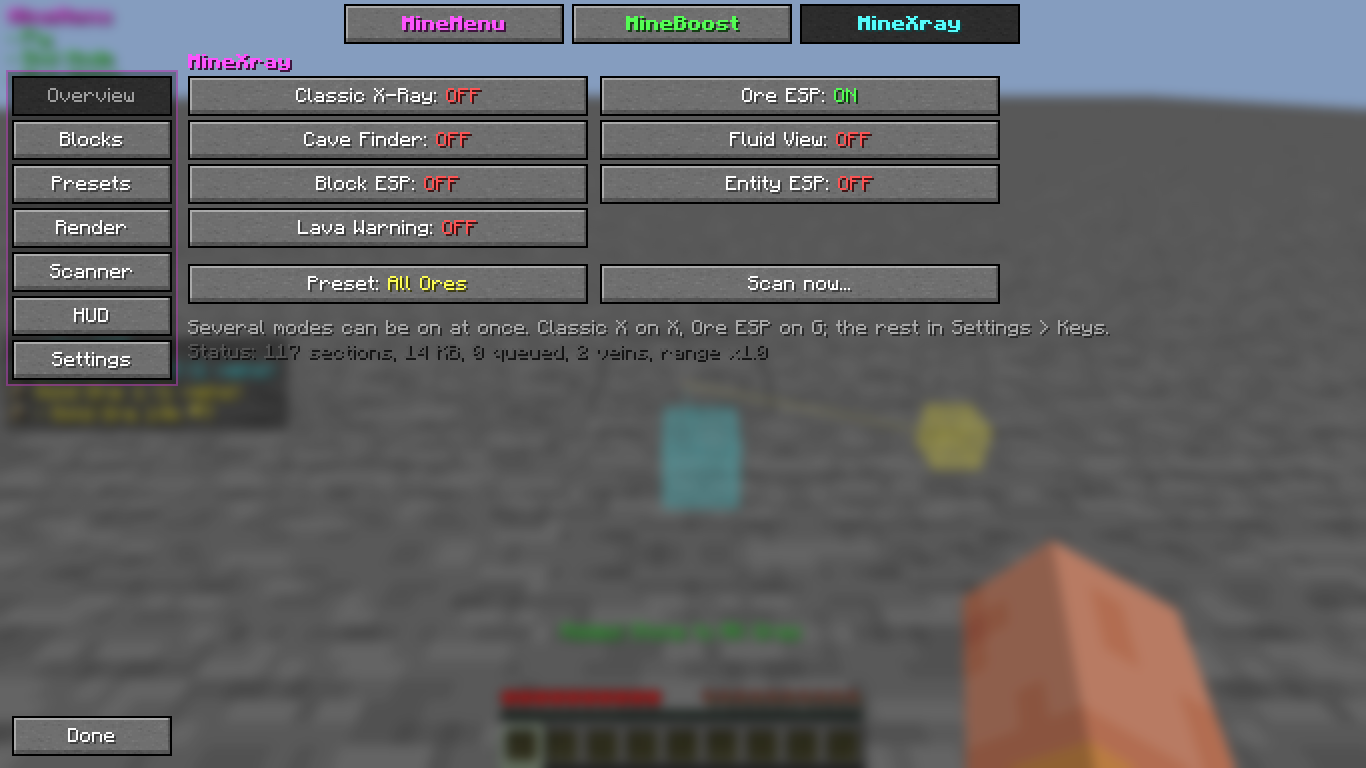 MineMenu
MineBoost
MineXray
MineXray
Overview
Blocks
Presets
Render
Scanner
HUD
Settings
Classic X-Ray: OFF
Ore ESP: ON
Cave Finder: OFF
Fluid View: OFF
Block ESP: OFF
Entity ESP: OFF
Lava Warning: OFF
Preset: All Ores
Scan now...
Several modes can be on at once. Classic X on X, Ore ESP on G; the rest in Settings > Keys.
Status: 117 sections, 14 KB, 0 queued, 2 veins, range x1.0
Done